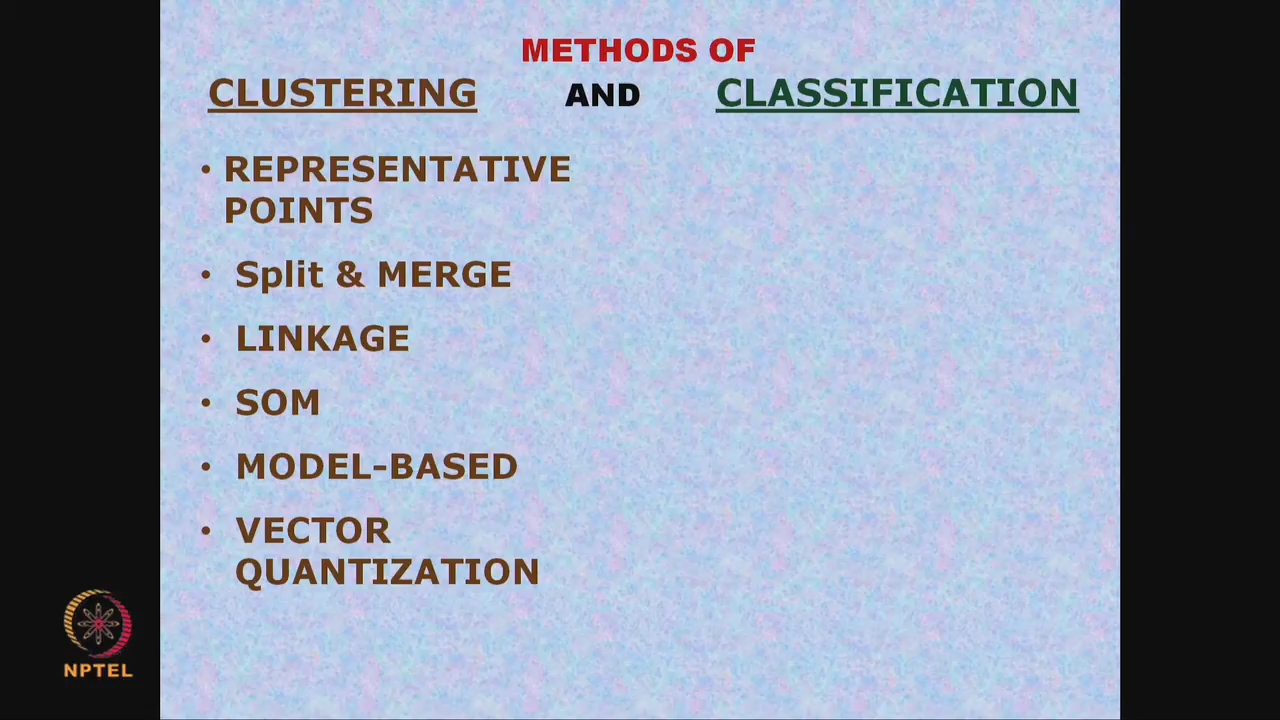 METHODS OF
CLUSTERING AND CLASSIFICATION
• REPRESENTATIVE
POINTS
• Split & MERGE
• LINKAGE
• SOM
• MODEL-BASED
• VECTOR
QUANTIZATION
NPTEL